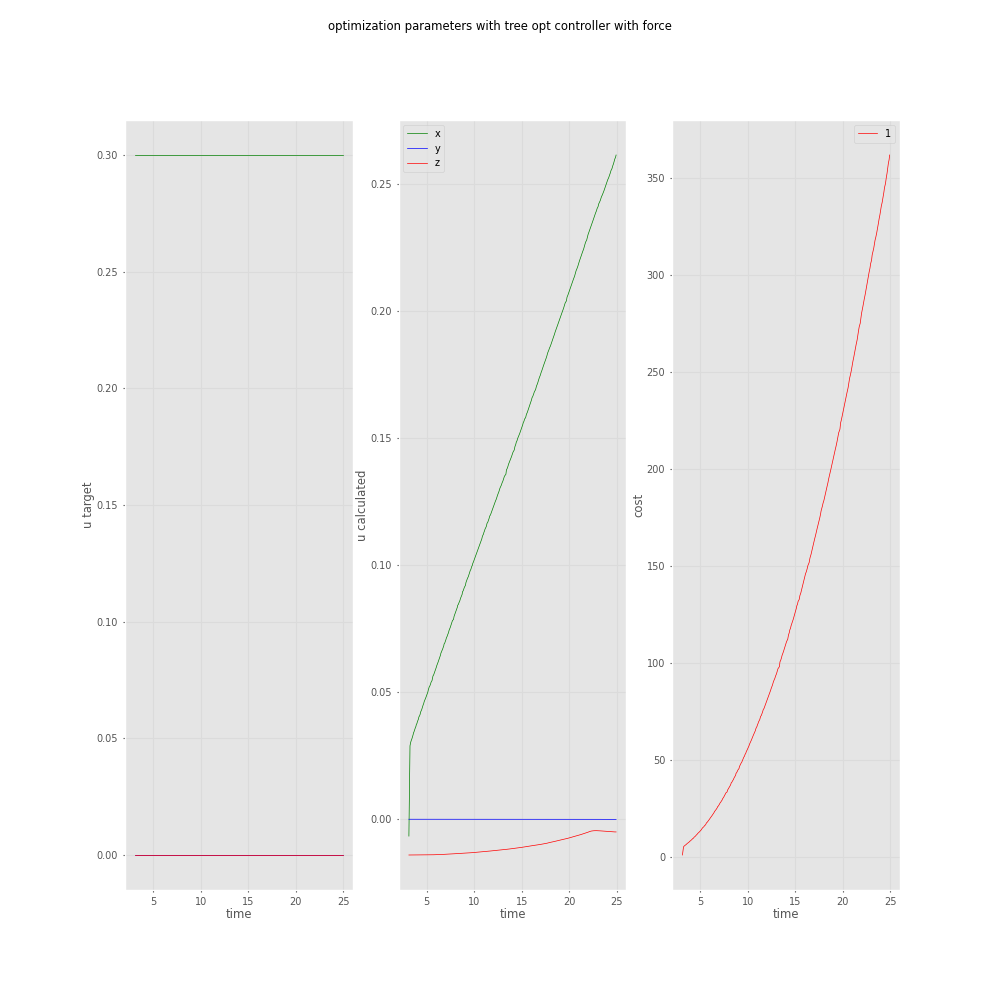 optimization parameters with tree opt controller with force
0.30
0.25
0.20
0.15
0.10
0.05
0.00
u target
5 10 15 20 25
time
x
y
z
0.25
0.20
0.15
0.10
0.05
0.00
u calculated
5 10 15 20 25
time
1
350
300
250
200
150
100
50
0
cost
5 10 15 20 25
time